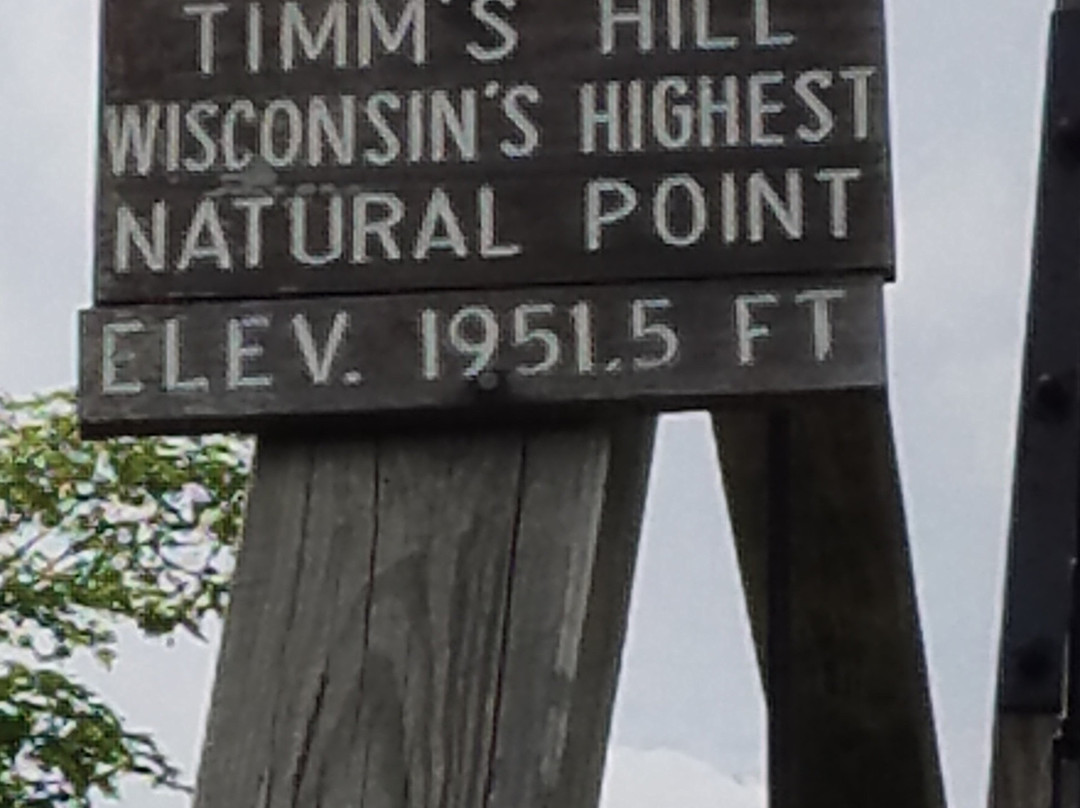 TIMM'S HILL
WISCONSIN'S HIGHEST
NATURAL POINT
ELEV. 1951.5 FT